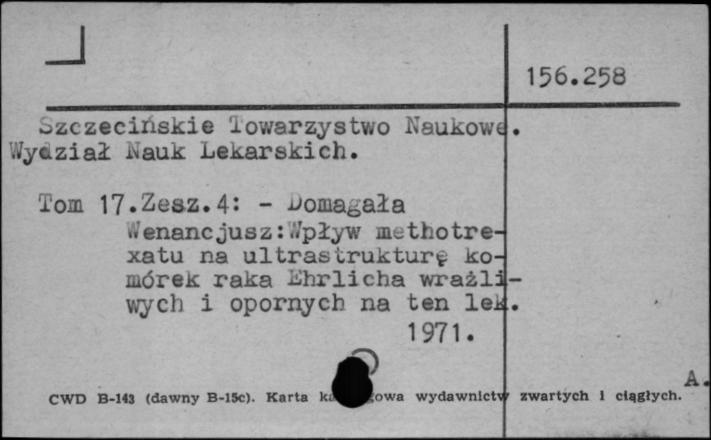 156.258
Szczecińskie Towarzystwo Naukowe.
Wydział Nauk Lekarskich.
Tom 17.Zesz.4: - Domagała
Wenancjusz:Wpływ methotre-
xatu na ultrastrukturę ko-
mórek raka Ehrlicha wrażli-
wych i opornych na ten lek.
1971.
A.
CWD B-143 (dawny B-15c). Karta wydawnictw zwartych i ciągłych.